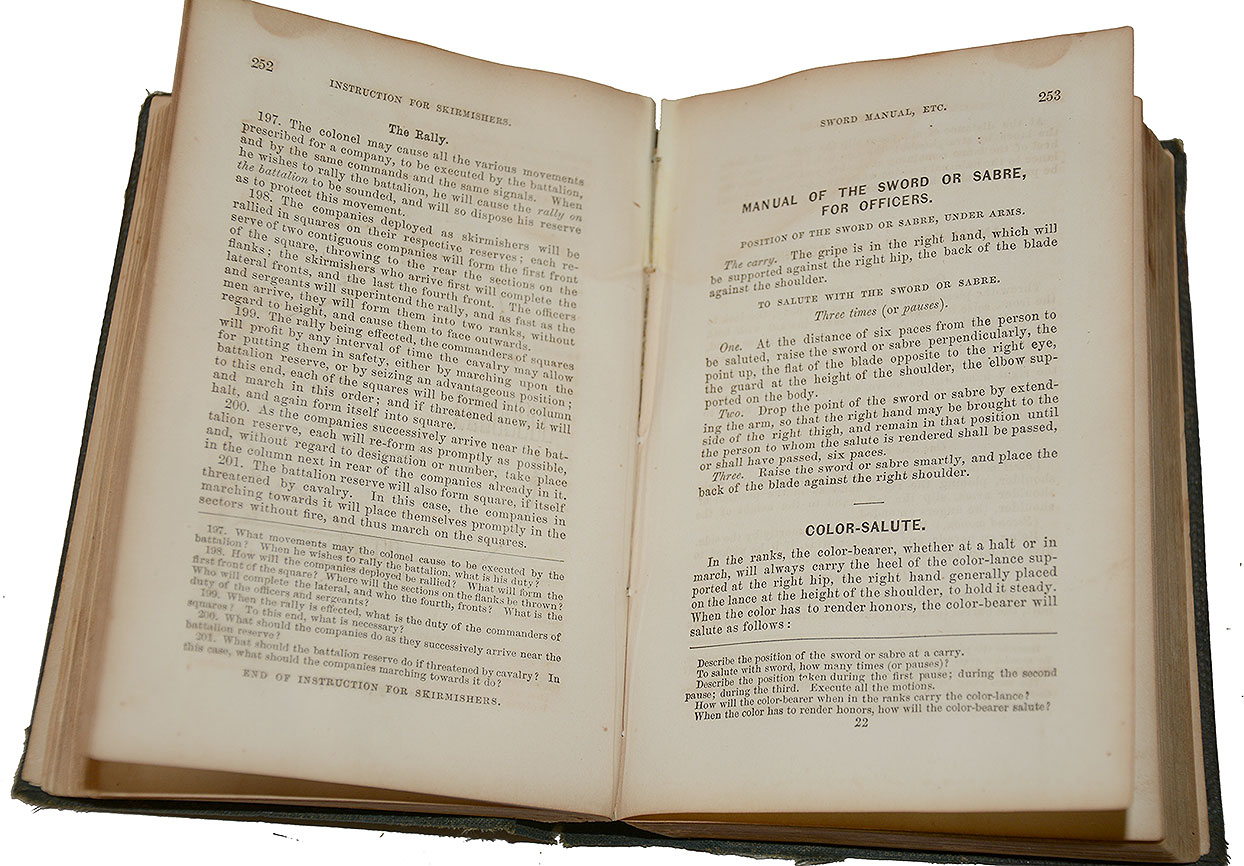 252
INSTRUCTION FOR SKIRMISHERS.
The Rally.
197. The colonel may cause all the various movements
prescribed for a company, to be executed by the battalion,
and by the same commands and the same signals. When
he wishes to rally the battalion, he will cause the rally on
the battalion to be sounded, and will so dispose his reserve
as to protect this movement.
198. The companies deployed as skirmishers will be
rallied in squares on their respective reserves; each re-
serve of two contiguous companies will form the first front
of the square, throwing to the rear the sections on the
flanks; the skirmishers who arrive first will complete the
lateral fronts, and the last the fourth front. The officers
and sergeants will superintend the rally, and as fast as the
men arrive, they will form them into two ranks, without
regard to height, and cause them to face outwards.
199. The rally being effected, the commanders of squares
will profit by any interval of time the cavalry may allow
for putting them in safety, either by marching upon the
battalion reserve, or by seizing an advantageous position;
to this end, each of the squares will be formed into column
and march in this order; and if threatened anew, it will
halt, and again form itself into square.
200. As the companies successively arrive near the bat-
talion reserve, each will re-form as promptly as possible,
and, without regard to designation or number, take place
in the column next in rear of the companies already in it.
201. The battalion reserve will also form square, if itself
threatened by cavalry. In this case, the companies in
marching towards it will place themselves promptly in the
sectors without fire, and thus march on the squares.
197. What movements may the colonel cause to be executed by the
battalion? When he wishes to rally the battalion, what is his duty?
198. How will the companies deployed be rallied? What will form the
first front of the square? Where will the sections on the flanks be thrown?
Who will complete the lateral, and who the fourth, fronts? What is the
duty of the officers and sergeants?
199. When the rally is effected, what is the duty of the commanders of
squares? To this end, what is necessary?
200. What should the companies do as they successively arrive near the
battalion reserve?
201. What should the battalion reserve do if threatened by cavalry? In
this case, what should the companies marching towards it do?
END OF INSTRUCTION FOR SKIRMISHERS.
253
SWORD MANUAL, ETC.
MANUAL OF THE SWORD OR SABRE,
FOR OFFICERS.
POSITION OF THE SWORD OR SABRE, UNDER ARMS.
The carry. The gripe is in the right hand, which will
be supported against the right hip, the back of the blade
against the shoulder.
TO SALUTE WITH THE SWORD OR SABRE.
Three times (or pauses).
One. At the distance of six paces from the person to
be saluted, raise the sword or sabre perpendicularly, the
point up, the flat of the blade opposite to the right eye,
the guard at the height of the shoulder, the elbow sup-
ported on the body.
Two. Drop the point of the sword or sabre by extend-
ing the arm, so that the right hand may be brought to the
side of the right thigh, and remain in that position until
the person to whom the salute is rendered shall be passed,
or shall have passed, six paces.
Three. Raise the sword or sabre smartly, and place the
back of the blade against the right shoulder.
COLOR-SALUTE.
In the ranks, the color-bearer, whether at a halt or in
march, will always carry the heel of the color-lance sup-
ported at the right hip, the right hand generally placed
on the lance at the height of the shoulder, to hold it steady.
When the color has to render honors, the color-bearer will
salute as follows:
Describe the position of the sword or sabre at a carry.
To salute with sword, how many times (or pauses)?
Describe the position taken during the first pause; during the second
pause; during the third. Execute all the motions.
How will the color-bearer when in the ranks carry the color-lance?
When the color has to render honors, how will the color-bearer salute?
22